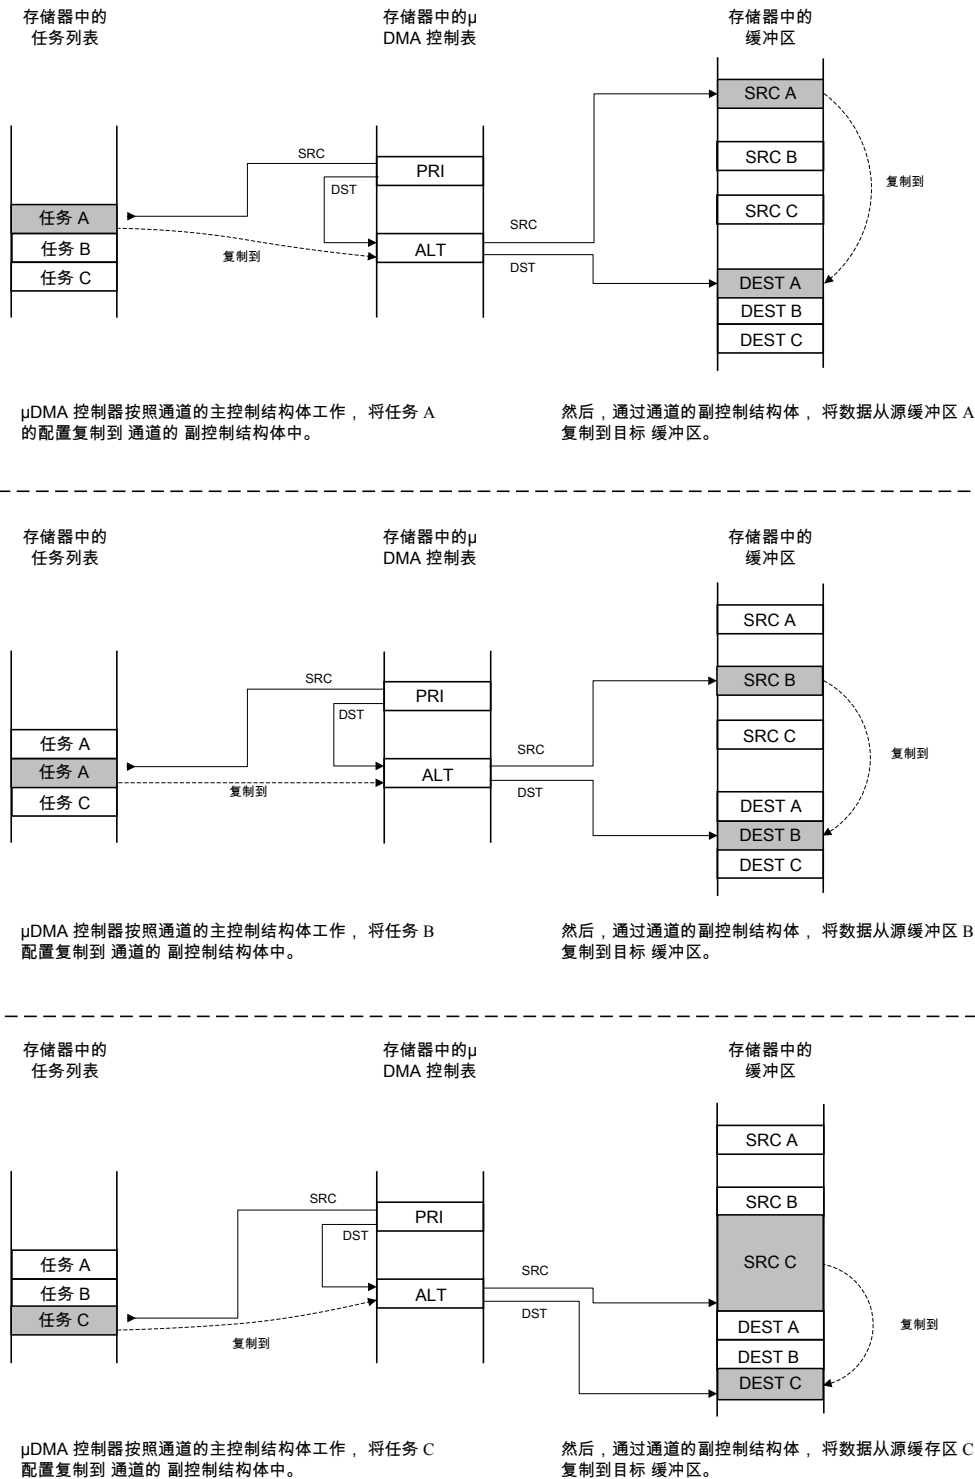 存储器中的
任务列表
存储器中的μ
DMA 控制表
存储器中的
缓冲区
SRC A
SRC
PRI
SRC B
复制到
DST
任务 A
SRC
SRC C
任务 B
复制到
ALT
任务 C
DST
DEST A
DEST B
DEST C
μDMA 控制器按照通道的主控制结构体工作 ， 将任务 A
的配置复制到 通道的 副控制结构体中。
然后 , 通过通道的副控制结构体 ， 将数据从源缓冲区 A
复制到目标 缓冲区。
存储器中的
任务列表
存储器中的μ
DMA 控制表
存储器中的
缓冲区
SRC A
SRC
PRI
SRC B
DST
任务 A
SRC
SRC C
复制到
任务 A
ALT
复制到
DST
任务 C
DEST A
DEST B
DEST C
μDMA 控制器按照通道的主控制结构体工作 ， 将任务 B
配置复制到 通道的 副控制结构体中。
然后 , 通过通道的副控制结构体 ， 将数据从源缓冲区 B
复制到目标 缓冲区。
存储器中的
任务列表
存储器中的μ
DMA 控制表
存储器中的
缓冲区
SRC A
SRC
PRI
SRC B
DST
任务 A
SRC
SRC C
任务 B
ALT
任务 C
DST
复制到
DEST A
复制到
DEST B
DEST C
μDMA 控制器按照通道的主控制结构体工作 ， 将任务 C
配置复制到 通道的 副控制结构体中。
然后 , 通过通道的副控制结构体 ， 将数据从源缓存区 C
复制到目标 缓冲区。